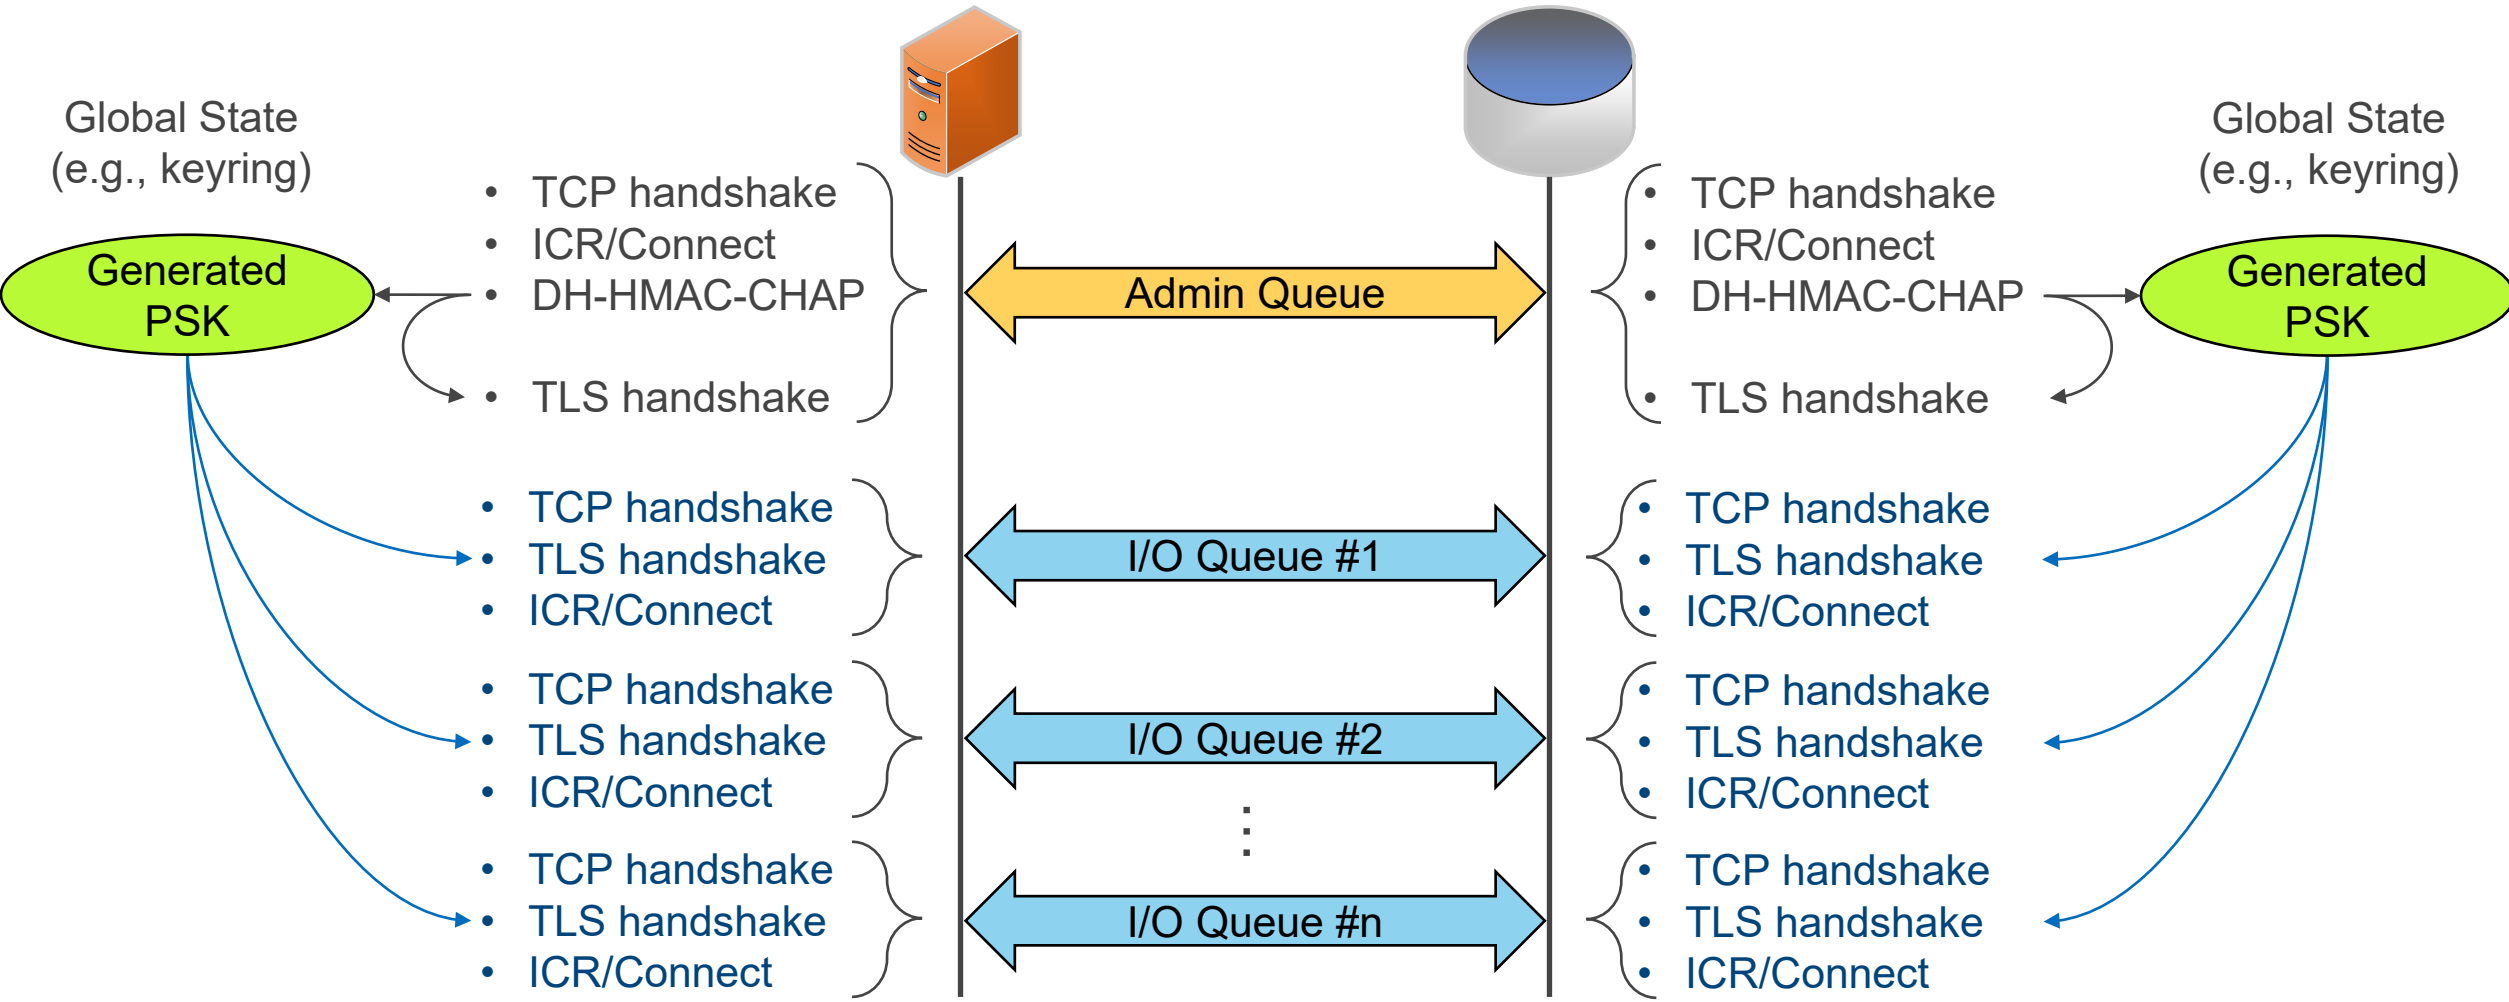 Global State
(e.g., keyring)
Generated
PSK
• TCP handshake
• ICR/Connect
• DH-HMAC-CHAP
• TLS handshake
Admin Queue
• TCP handshake
• ICR/Connect
• DH-HMAC-CHAP
• TLS handshake
Global State
(e.g., keyring)
Generated
PSK
• TCP handshake
• TLS handshake
• ICR/Connect
I/O Queue #1
• TCP handshake
• TLS handshake
• ICR/Connect
• TCP handshake
• TLS handshake
• ICR/Connect
I/O Queue #2
• TCP handshake
• TLS handshake
• ICR/Connect
⋮
• TCP handshake
• TLS handshake
• ICR/Connect
I/O Queue #n
• TCP handshake
• TLS handshake
• ICR/Connect